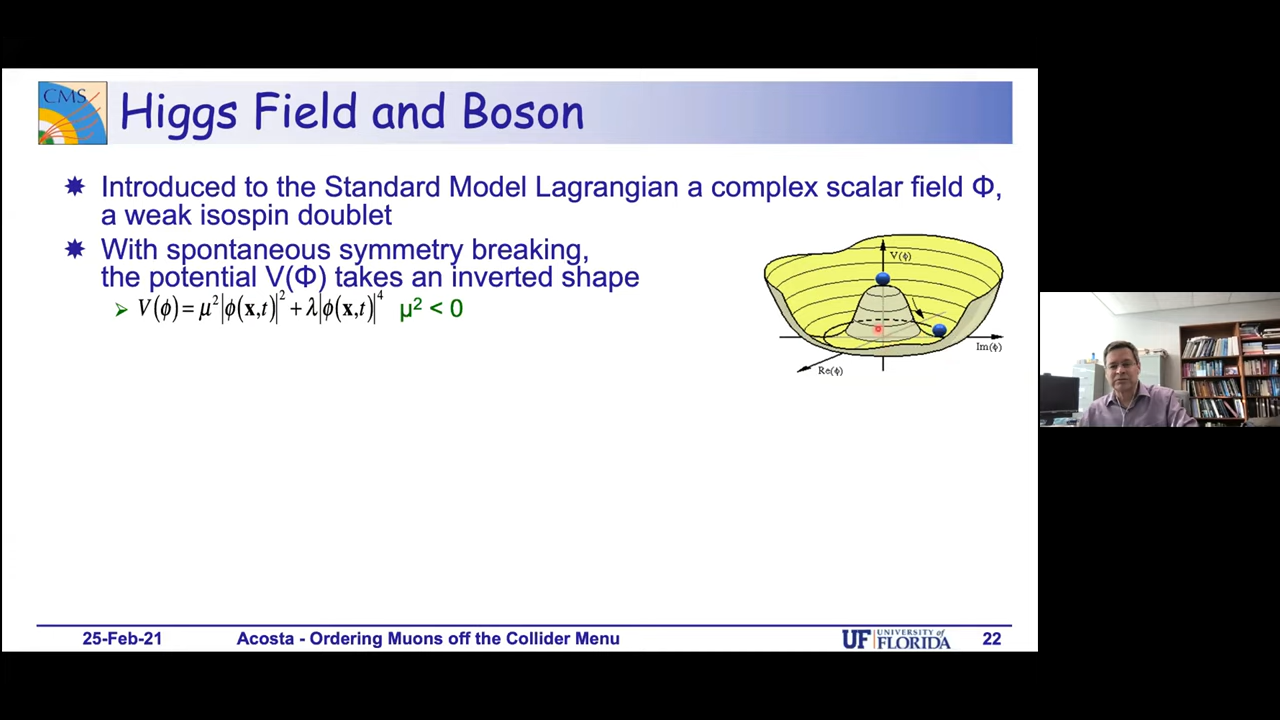 CMS
Higgs Field and Boson
Introduced to the Standard Model Lagrangian a complex scalar field Φ,
a weak isospin doublet
With spontaneous symmetry breaking,
the potential V(Φ) takes an inverted shape
V(ϕ) = μ²|ϕ(x,t)|² + λ|ϕ(x,t)|⁴ μ² < 0
V(ϕ)
Im(ϕ)
Re(ϕ)
25-Feb-21
Acosta - Ordering Muons off the Collider Menu
UF UNIVERSITY of
FLORIDA
22